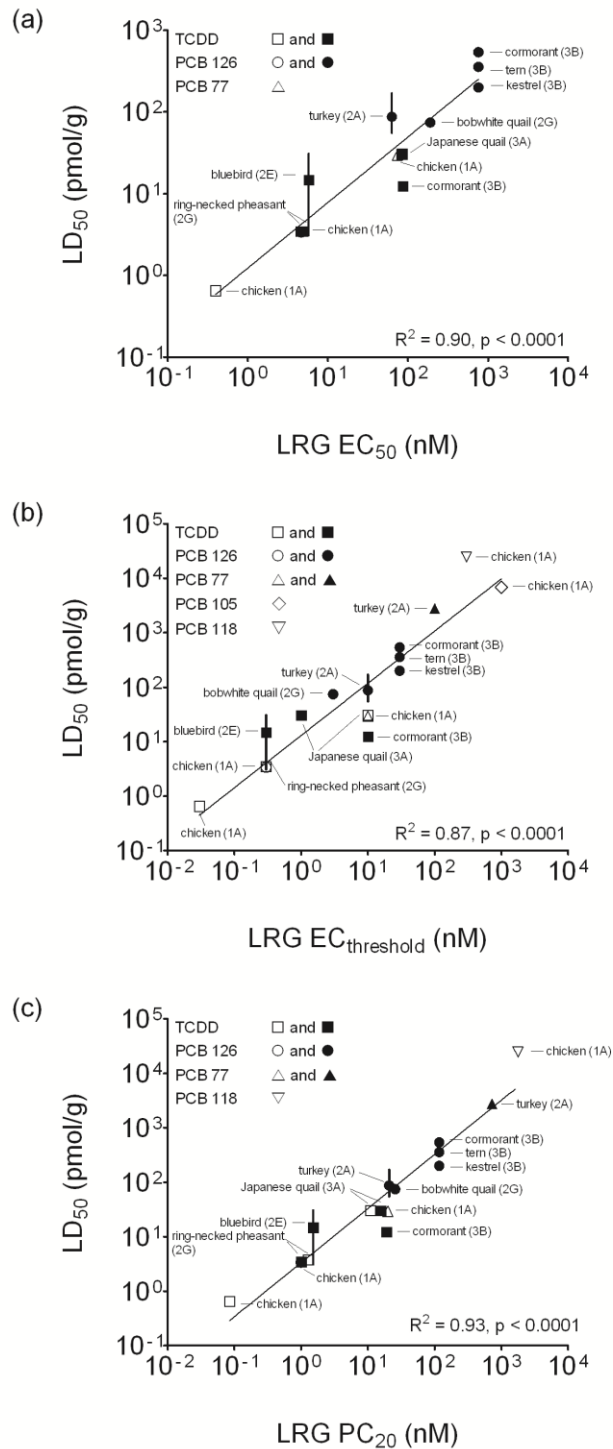 (a)
TCDD □ and ■
PCB 126 ○ and ●
PCB 77 △
LD50 (pmol/g)
10^3
10^2
10^1
10^0
10^-1
cormorant (3B)
tern (3B)
kestrel (3B)
turkey (2A)
bobwhite quail (2G)
Japanese quail (3A)
chicken (1A)
bluebird (2E)
cormorant (3B)
ring-necked pheasant
(2G)
chicken (1A)
chicken (1A)
R^2 = 0.90, p < 0.0001
10^-1 10^0 10^1 10^2 10^3 10^4
LRG EC50 (nM)
(b)
TCDD □ and ■
PCB 126 ○ and ●
PCB 77 △ and ▲
PCB 105 ◇
PCB 118 ▽
LD50 (pmol/g)
10^5
10^4
10^3
10^2
10^1
10^0
10^-1
chicken (1A)
chicken (1A)
turkey (2A)
cormorant (3B)
tern (3B)
kestrel (3B)
turkey (2A)
bobwhite quail (2G)
bluebird (2E)
chicken (1A)
cormorant (3B)
Japanese quail (3A)
chicken (1A)
ring-necked pheasant (2G)
chicken (1A)
R^2 = 0.87, p < 0.0001
10^-1 10^0 10^1 10^2 10^3 10^4
LRG ECthreshold (nM)
(c)
TCDD □ and ■
PCB 126 ○ and ●
PCB 77 △ and ▲
PCB 118 ▽
LD50 (pmol/g)
10^5
10^4
10^3
10^2
10^1
10^0
10^-1
chicken (1A)
turkey (2A)
cormorant (3B)
tern (3B)
kestrel (3B)
turkey (2A)
Japanese quail (3A)
bobwhite quail (2G)
bluebird (2E)
chicken (1A)
ring-necked pheasant
(2G)
cormorant (3B)
chicken (1A)
chicken (1A)
R^2 = 0.93, p < 0.0001
10^-1 10^0 10^1 10^2 10^3 10^4
LRG PC20 (nM)